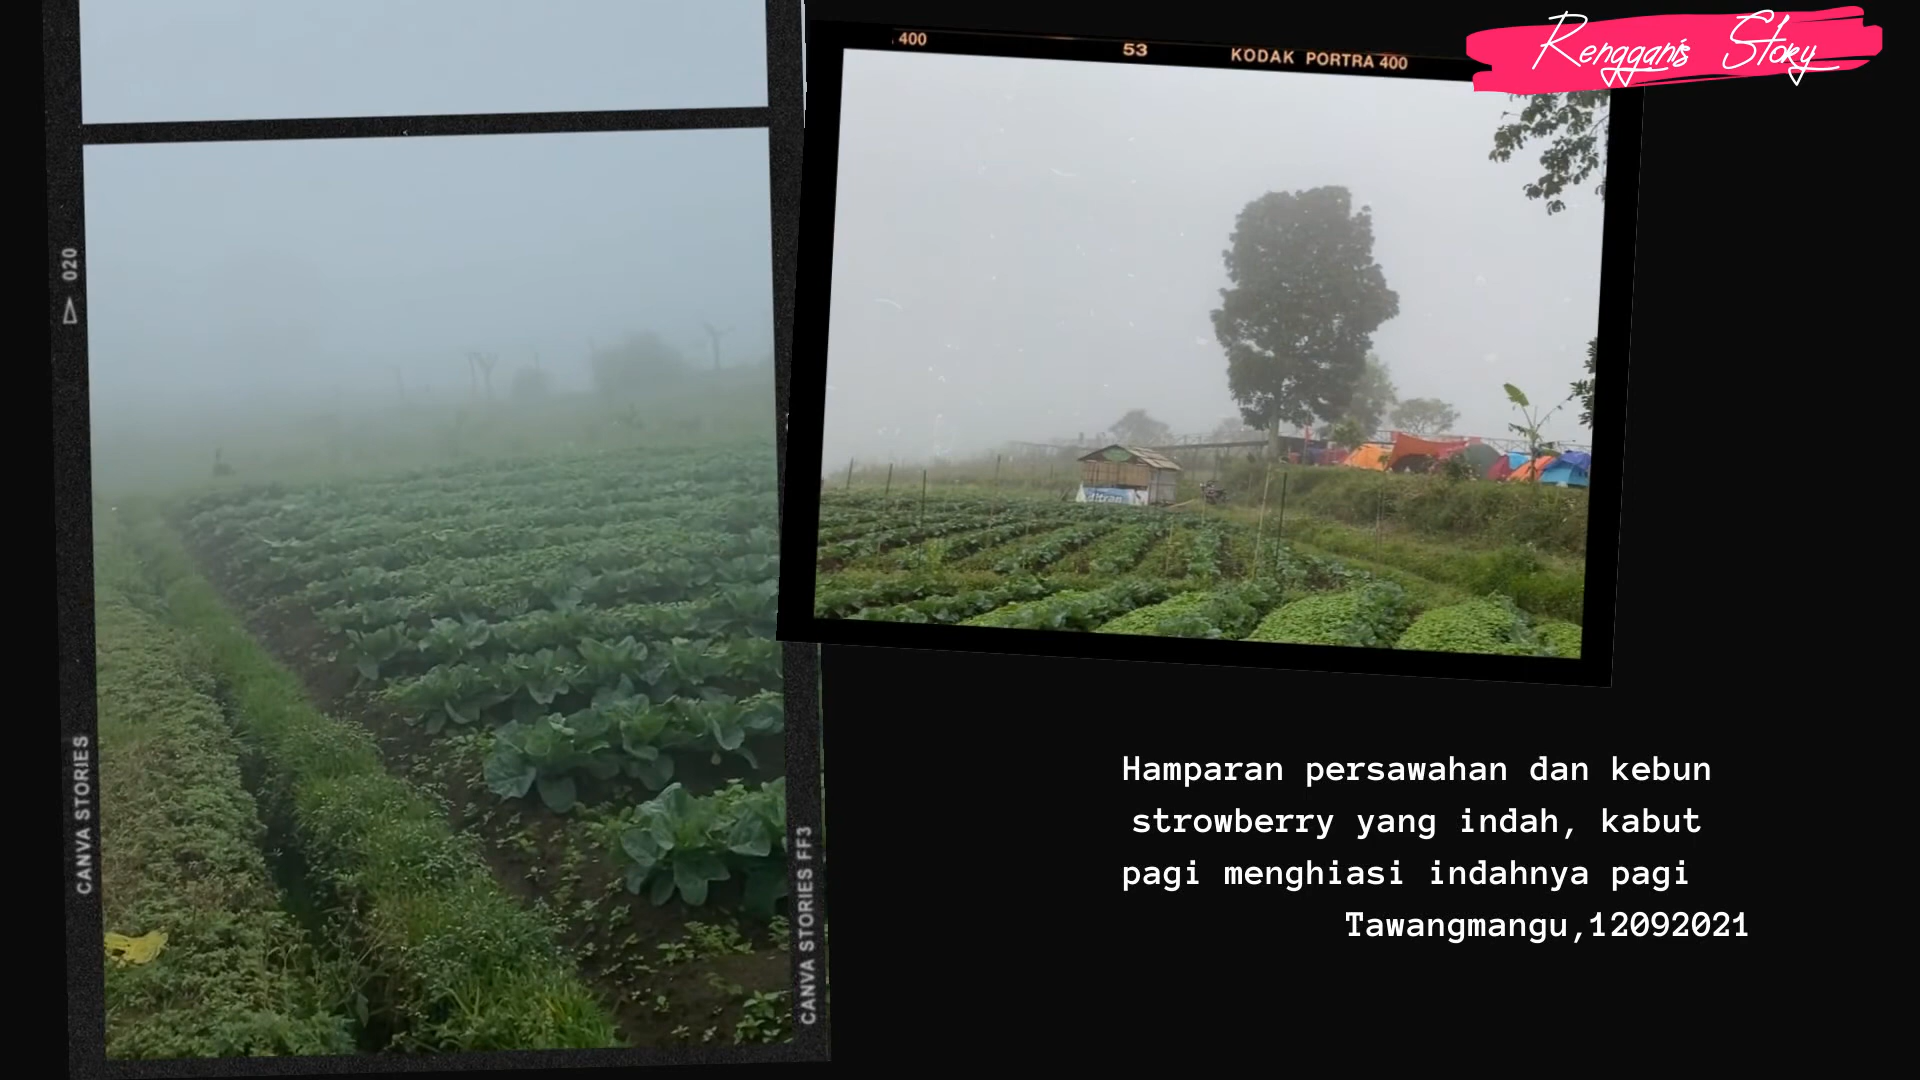 400 53 KODAK PORTRA 400
Rengganis Story
020
CANVA STORIES
CANVA STORIES FF3
Hamparan persawahan dan kebun
strowberry yang indah, kabut
pagi menghiasi indahnya pagi
Tawangmangu,12092021